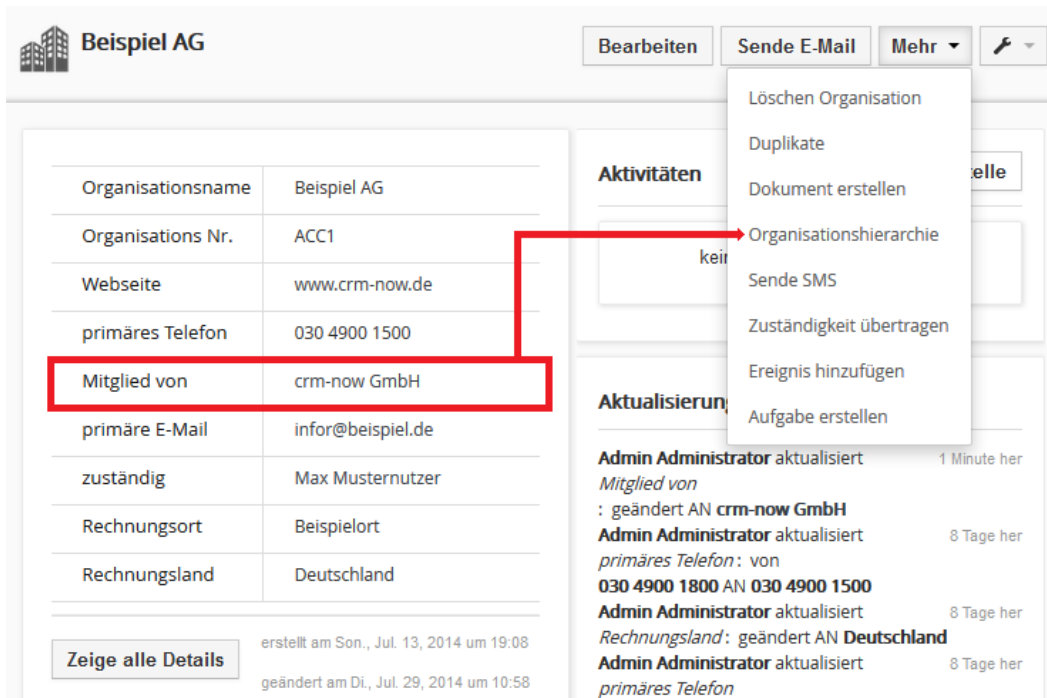 Beispiel AG
Bearbeiten
Sende E-Mail
Mehr
Löschen Organisation
Duplikate
Dokument erstellen
Organisationshierarchie
Sende SMS
Zuständigkeit übertragen
Ereignis hinzufügen
Aufgabe erstellen
Organisationsname Beispiel AG
Organisations Nr. ACC1
Webseite www.crm-now.de
primäres Telefon 030 4900 1500
Mitglied von crm-now GmbH
primäre E-Mail infor@beispiel.de
zuständig Max Musternutzer
Rechnungsort Beispielort
Rechnungsland Deutschland
Zeige alle Details
erstellt am Son., Jul. 13, 2014 um 19:08
geändert am Di., Jul. 29, 2014 um 10:58
Aktivitäten
Admin Administrator aktualisiert 1 Minute her
Mitglied von
: geändert AN crm-now GmbH
Admin Administrator aktualisiert 8 Tage her
primäres Telefon : von
030 4900 1800 AN 030 4900 1500
Admin Administrator aktualisiert 8 Tage her
Rechnungsland : geändert AN Deutschland
Admin Administrator aktualisiert 8 Tage her
primäres Telefon